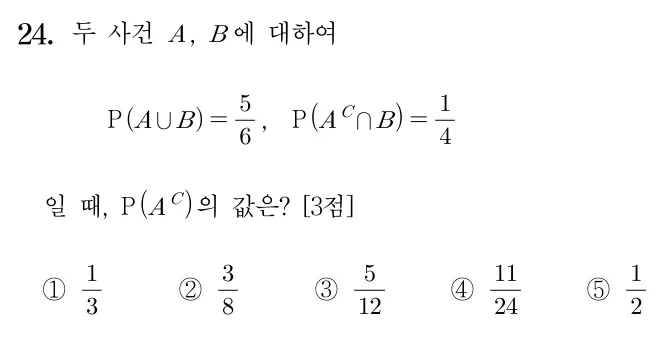 24. 두 사건 A, B에 대하여
P(A∪B)=5/6, P(A^C∩B)=1/4
일 때, P(A^C)의 값은? [3점]
① 1/3 ② 3/8 ③ 5/12 ④ 11/24 ⑤ 1/2